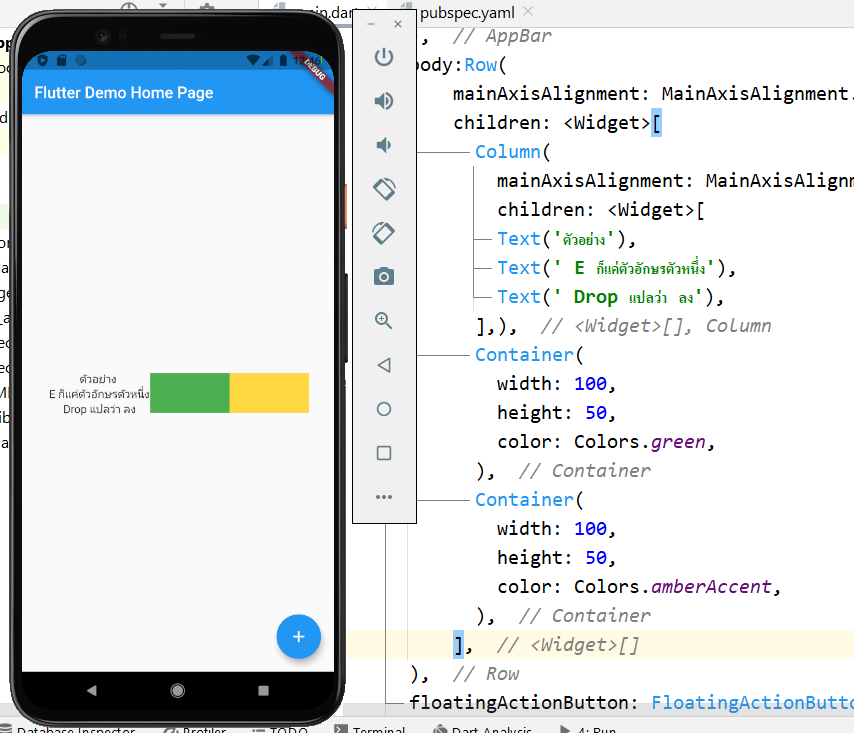 main.dart
pubspec.yaml
12:46
DEBUG
Flutter Demo Home Page
ตัวอย่าง
E ก็แค่ตัวอักษรตัวหนึ่ง
Drop แปลว่า ลง
+
, // AppBar
body:Row(
mainAxisAlignment: MainAxisAlignment.
children: <Widget>[
Column(
mainAxisAlignment: MainAxisAlignm
children: <Widget>[
Text('ตัวอย่าง'),
Text(' E ก็แค่ตัวอักษรตัวหนึ่ง'),
Text(' Drop แปลว่า ลง'),
],), // <Widget>[], Column
Container(
width: 100,
height: 50,
color: Colors.green,
), // Container
Container(
width: 100,
height: 50,
color: Colors.amberAccent,
), // Container
], // <Widget>[]
), // Row
floatingActionButton: FloatingActionButto
Database Inspector
Profiler
TODO
Terminal
Dart Analysis
4: Run